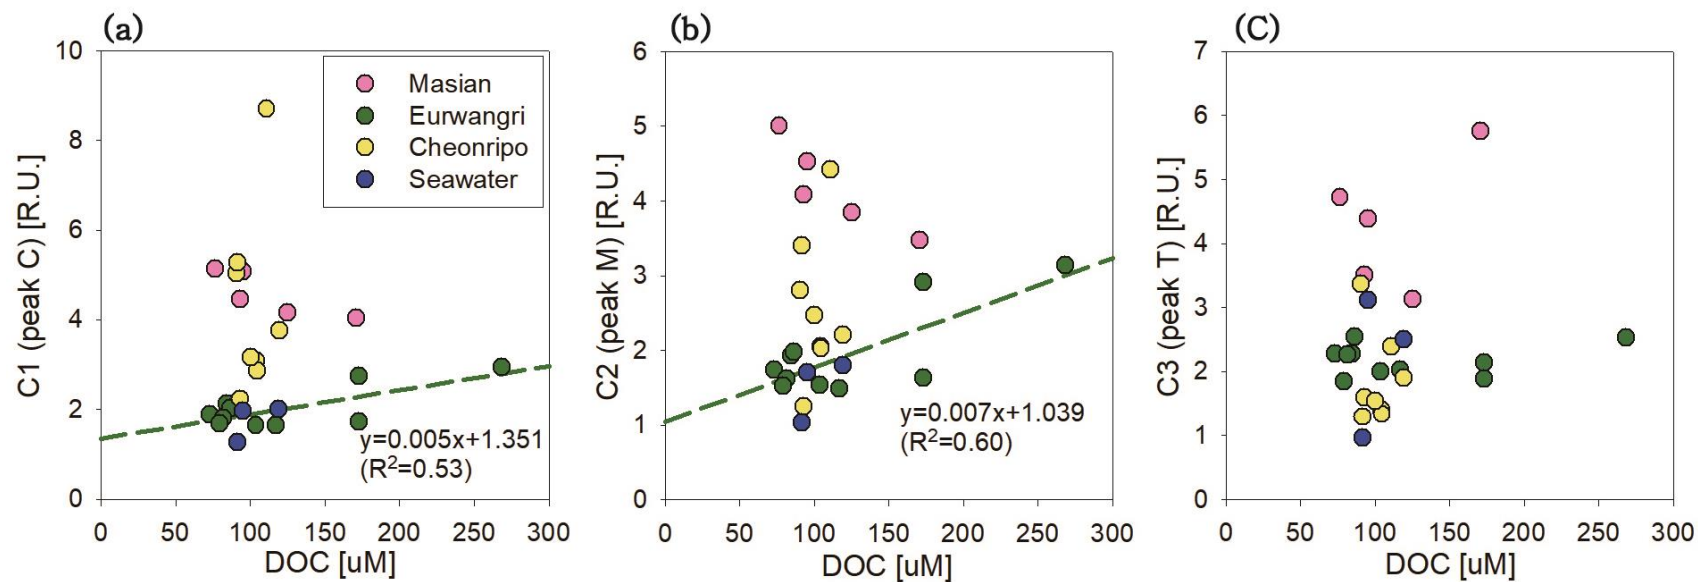 (a)
C1 (peak C) [R.U.]
10
8
6
4
2
0
Masian
Eurwangri
Cheonripo
Seawater
y=0.005x+1.351
(R²=0.53)
0 50 100 150 200 250 300
DOC [uM]
(b)
C2 (peak M) [R.U.]
6
5
4
3
2
1
0
y=0.007x+1.039
(R²=0.60)
0 50 100 150 200 250 300
DOC [uM]
(C)
C3 (peak T) [R.U.]
7
6
5
4
3
2
1
0
0 50 100 150 200 250 300
DOC [uM]